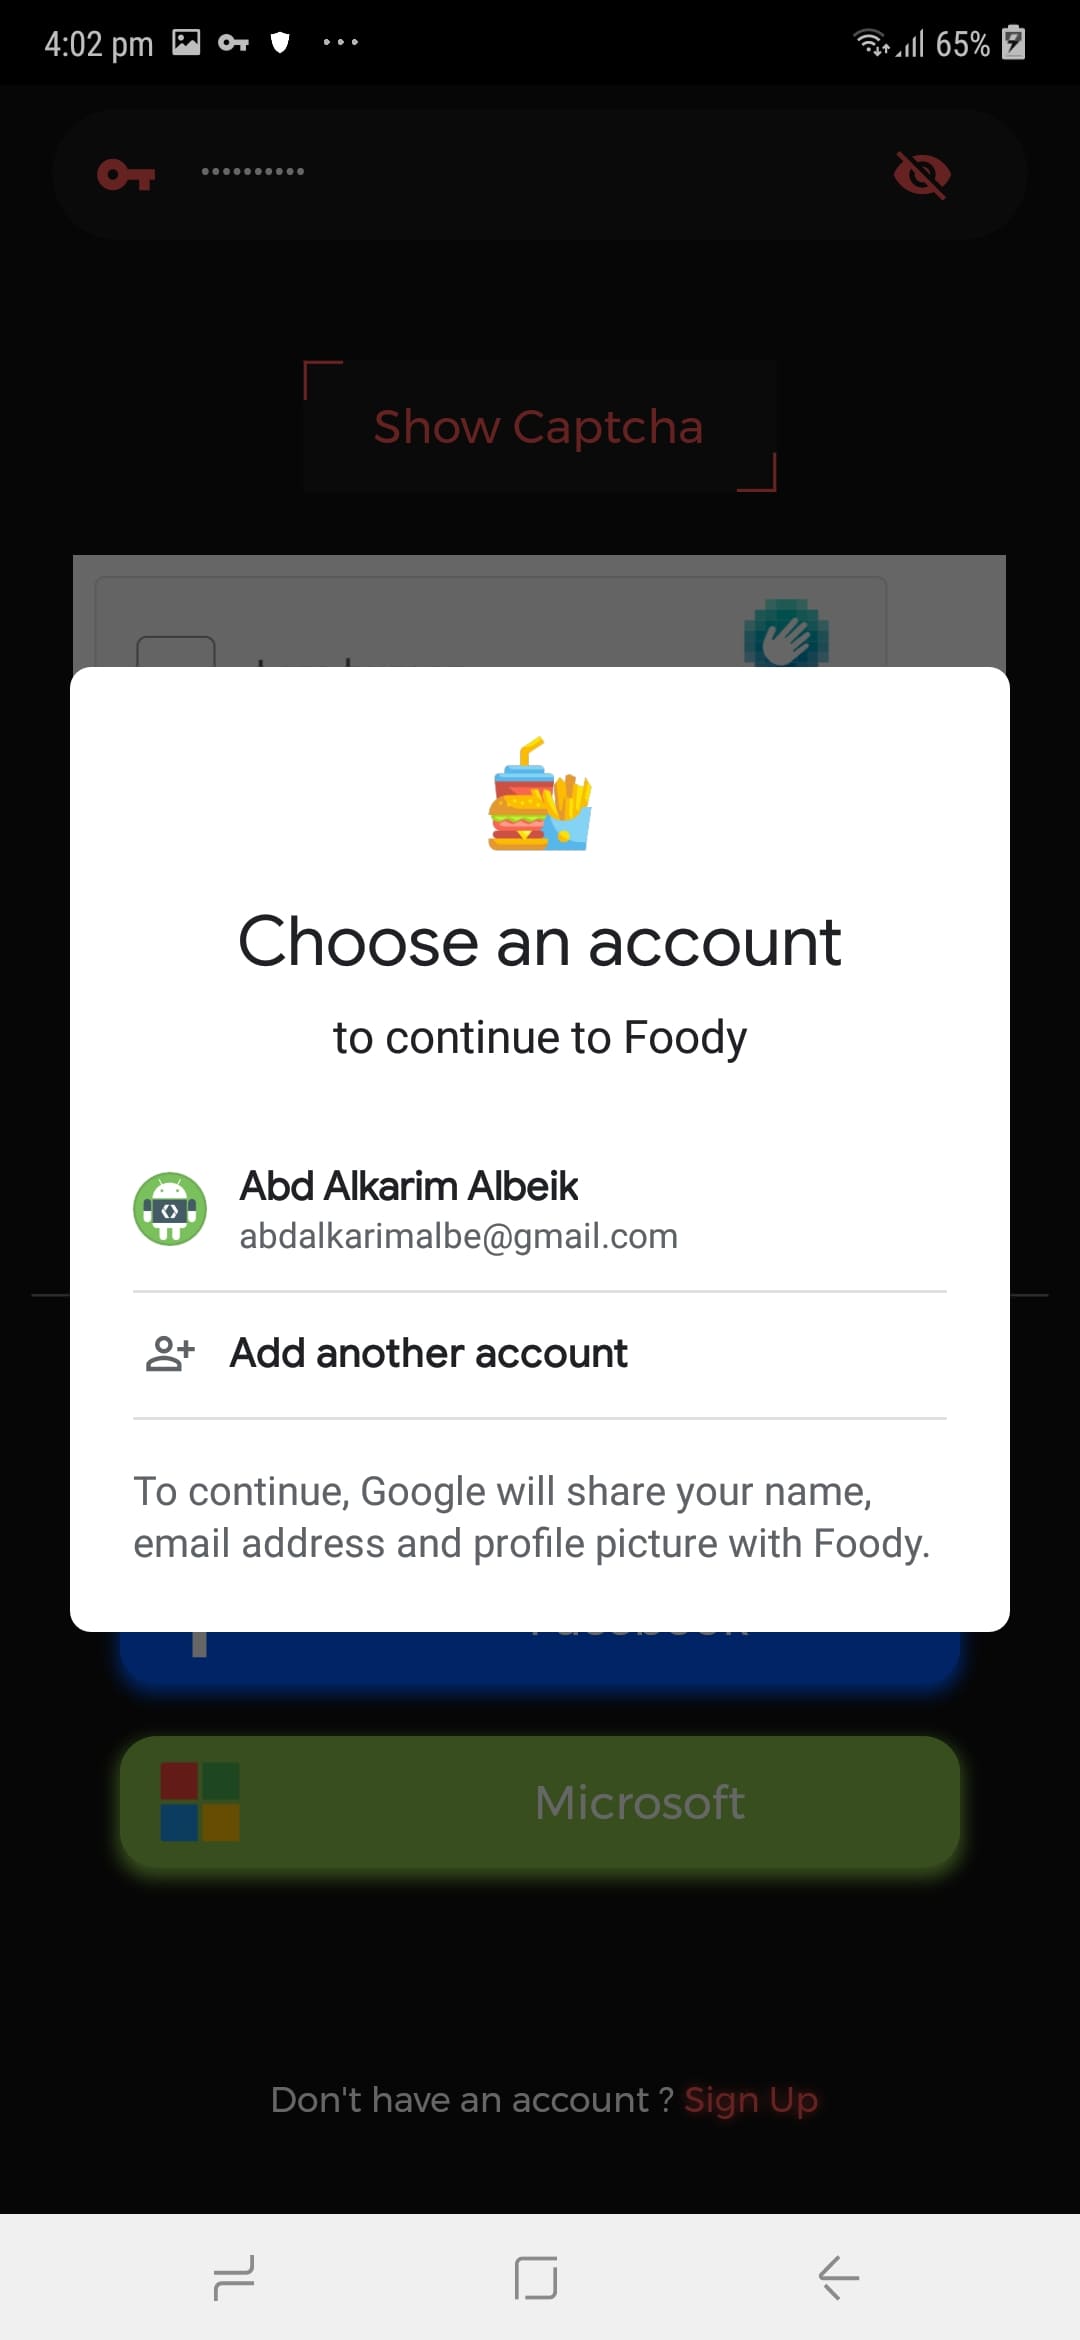 4:02 pm
65%
Show Captcha
Choose an account
to continue to Foody
Abd Alkarim Albeik
abdalkarimalbe@gmail.com
Add another account
To continue, Google will share your name,
email address and profile picture with Foody.
Microsoft
Don't have an account ? Sign Up